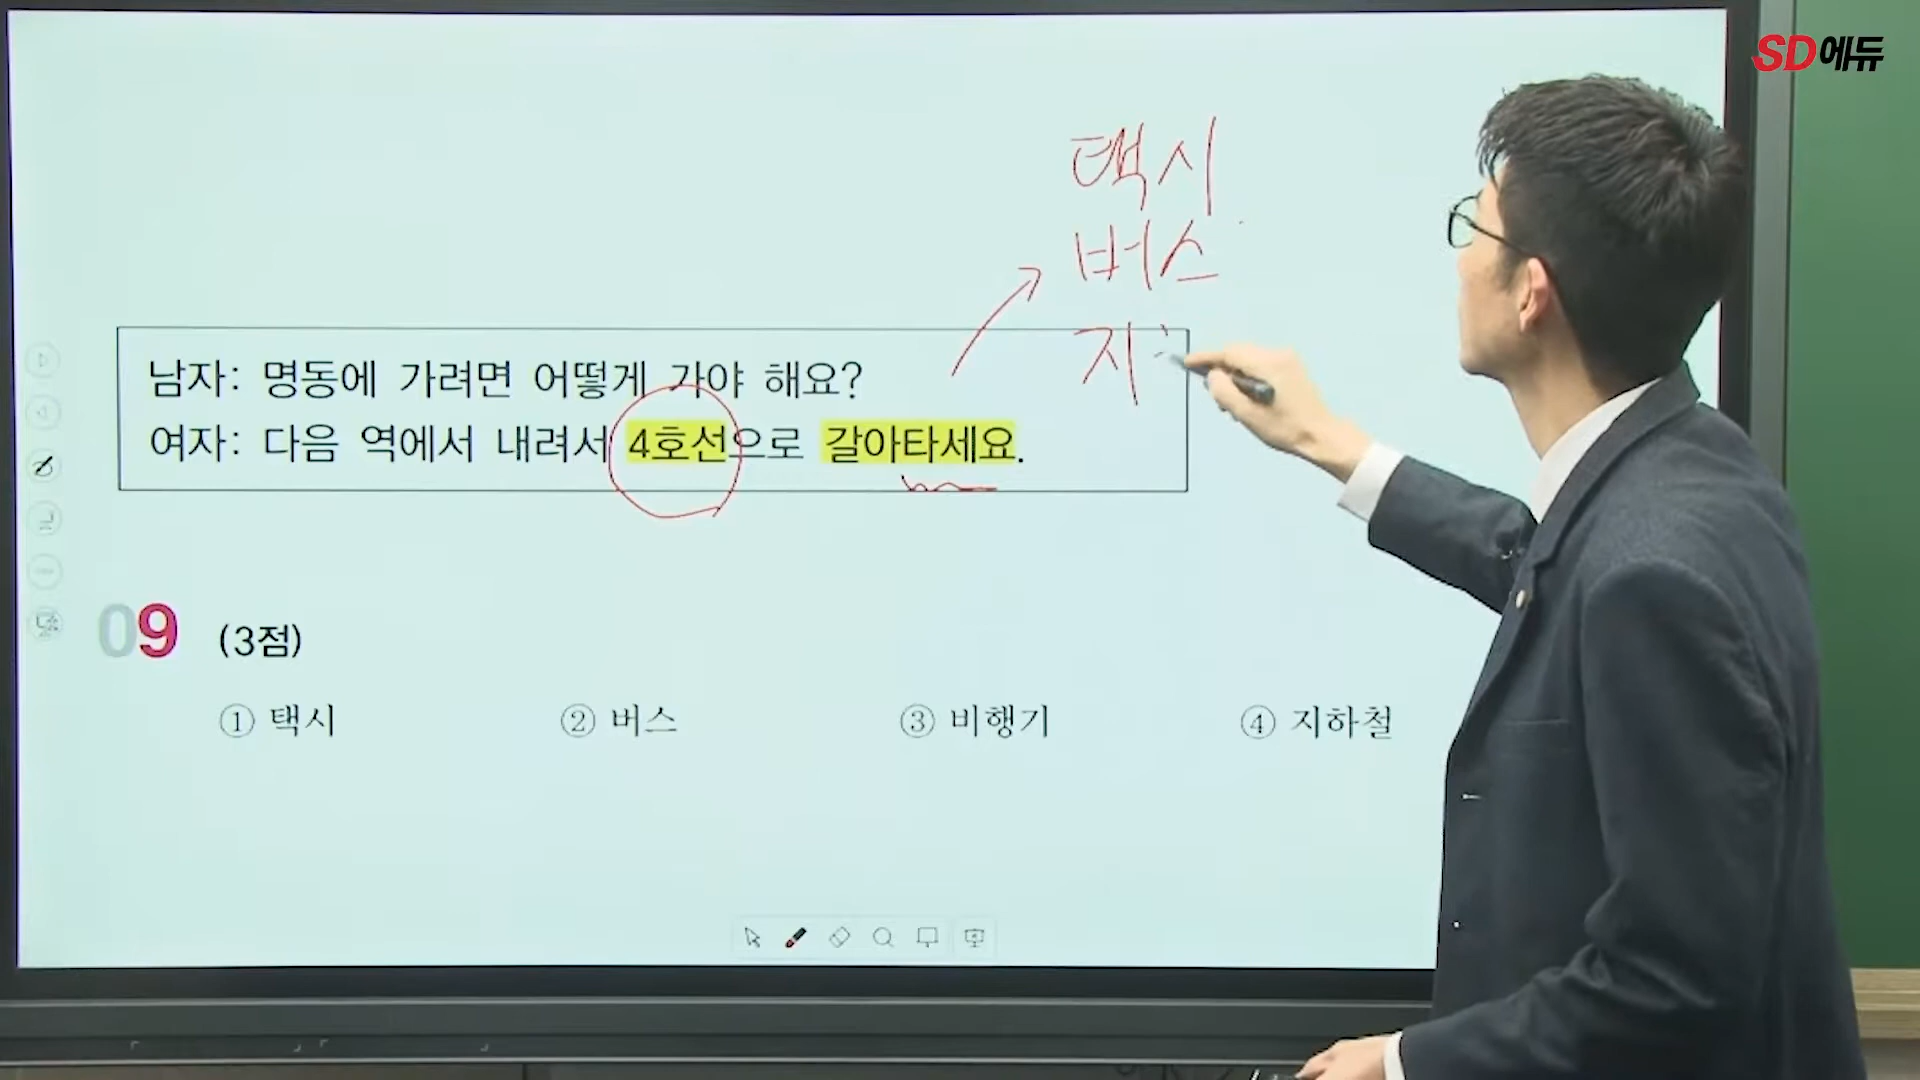 SD에듀
택시
버스
지
남자: 명동에 가려면 어떻게 가야 해요?
여자: 다음 역에서 내려서 4호선으로 갈아타세요.
09 (3점)
① 택시 ② 버스 ③ 비행기 ④ 지하철